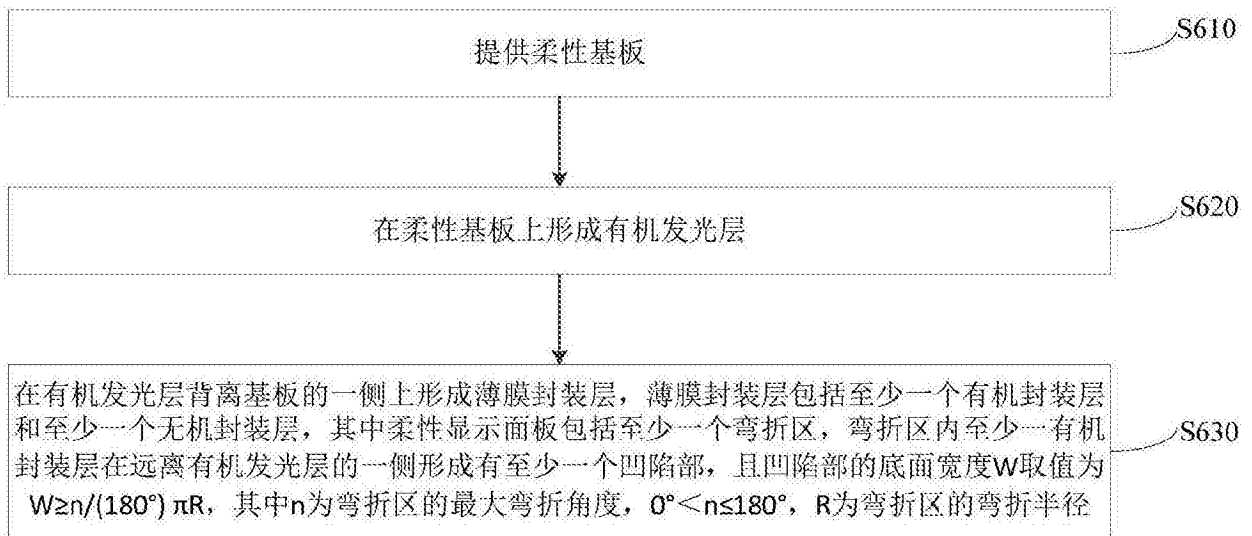 提供柔性基板
S610
在柔性基板上形成有机发光层
S620
在有机发光层背离基板的一侧上形成薄膜封装层，薄膜封装层包括至少一个有机封装层
和至少一个无机封装层，其中柔性显示面板包括至少一个弯折区，弯折区内至少一有机
封装层在远离有机发光层的一侧形成有至少一个凹陷部，且凹陷部的底面宽度W取值为
W≥n/(180°) πR，其中n为弯折区的最大弯折角度，0°＜n≤180°，R为弯折区的弯折半径
S630